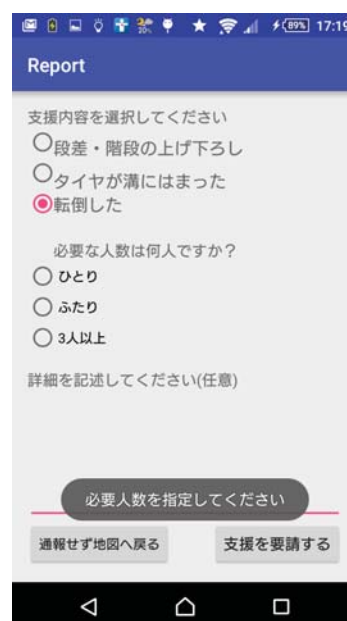 20% 89% 17:19
Report
支援内容を選択してください
段差・階段の上げ下ろし
タイヤが溝にはまった
転倒した
必要な人数は何人ですか？
ひとり
ふたり
3人以上
詳細を記述してください(任意)
必要人数を指定してください
通報せず地図へ戻る 支援を要請する